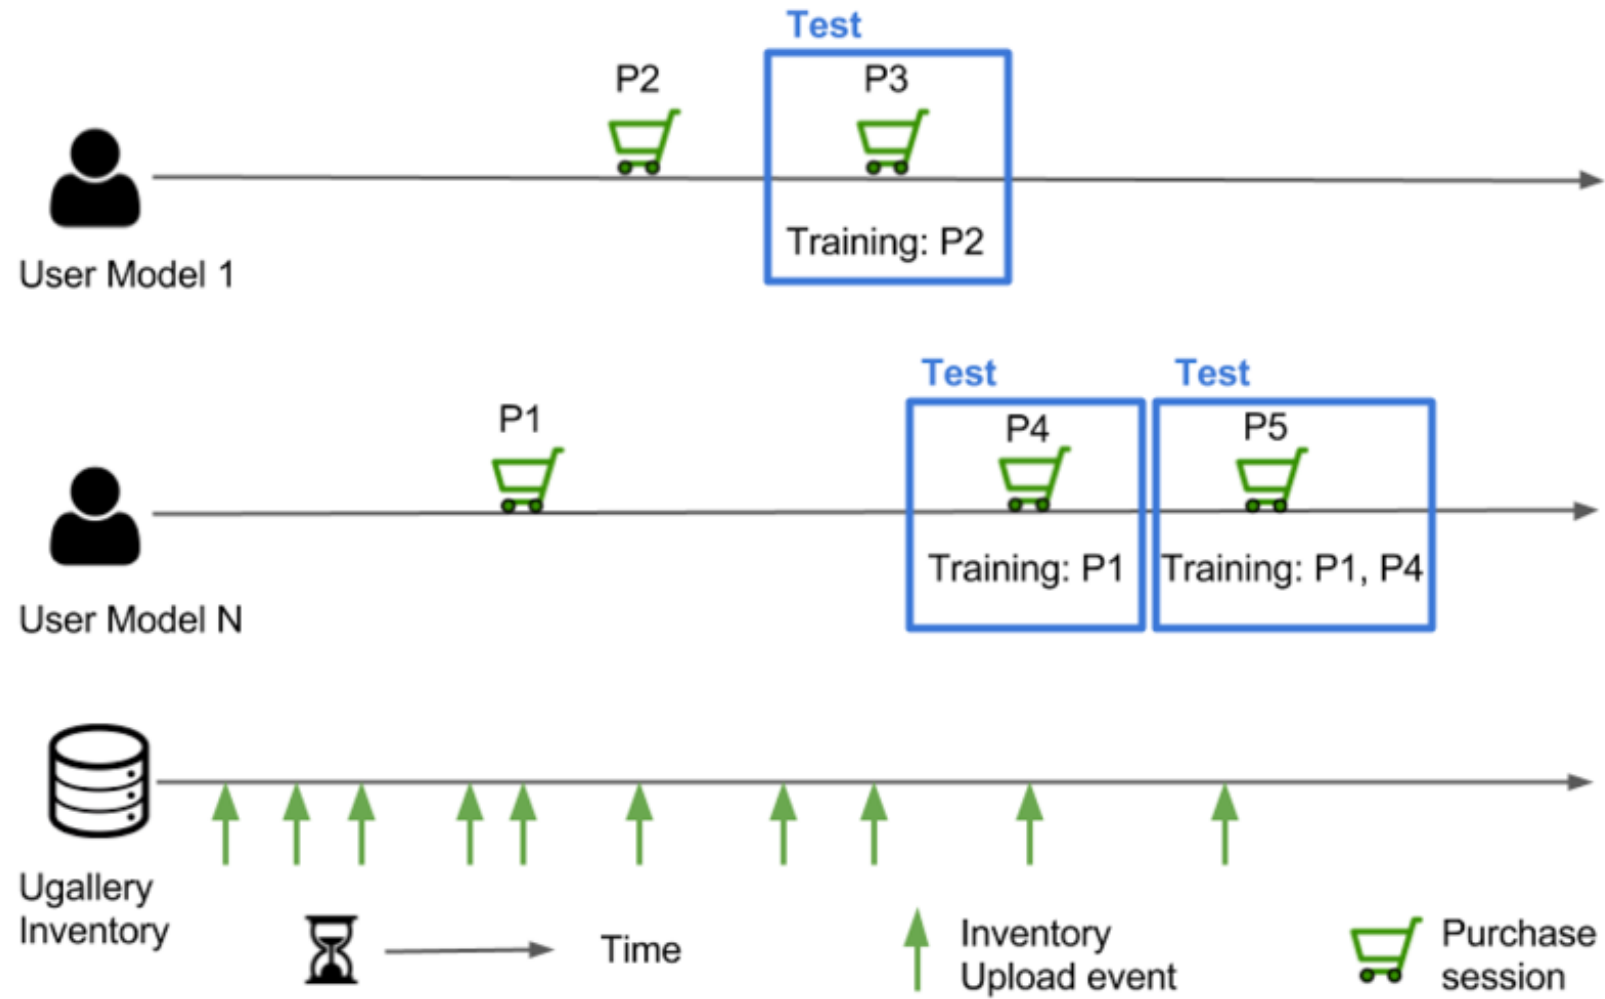 Test
P2
P3
Training: P2
User Model 1
Test
Test
P1
P4
P5
Training: P1
Training: P1, P4
User Model N
Ugallery
Inventory
Time
Inventory
Upload event
Purchase
session